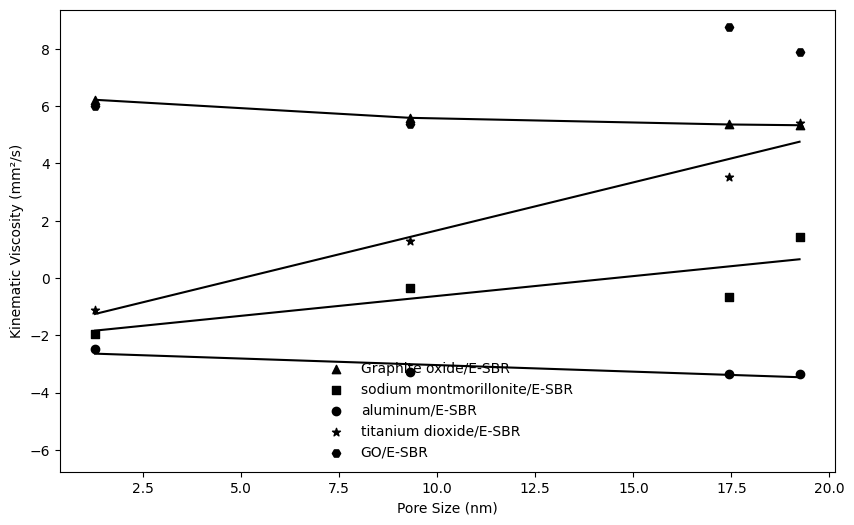 Kinematic Viscosity (mm²/s)
8
6
4
2
0
−2
−4
−6
Graphite oxide/E-SBR
sodium montmorillonite/E-SBR
aluminum/E-SBR
titanium dioxide/E-SBR
GO/E-SBR
2.5 5.0 7.5 10.0 12.5 15.0 17.5 20.0
Pore Size (nm)